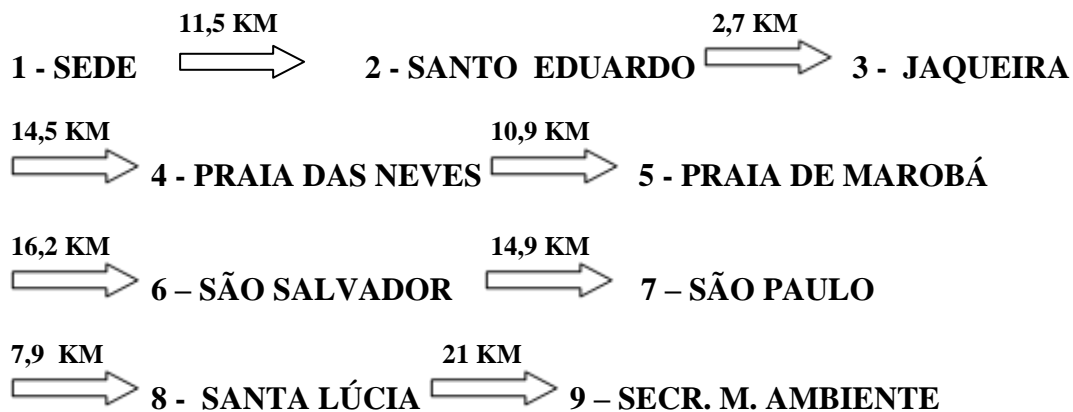 11,5 KM 2,7 KM
1 - SEDE 2 - SANTO EDUARDO 3 - JAQUEIRA
14,5 KM 10,9 KM
4 - PRAIA DAS NEVES 5 - PRAIA DE MAROBÁ
16,2 KM 14,9 KM
6 – SÃO SALVADOR 7 – SÃO PAULO
7,9 KM 21 KM
8 - SANTA LÚCIA 9 – SECR. M. AMBIENTE